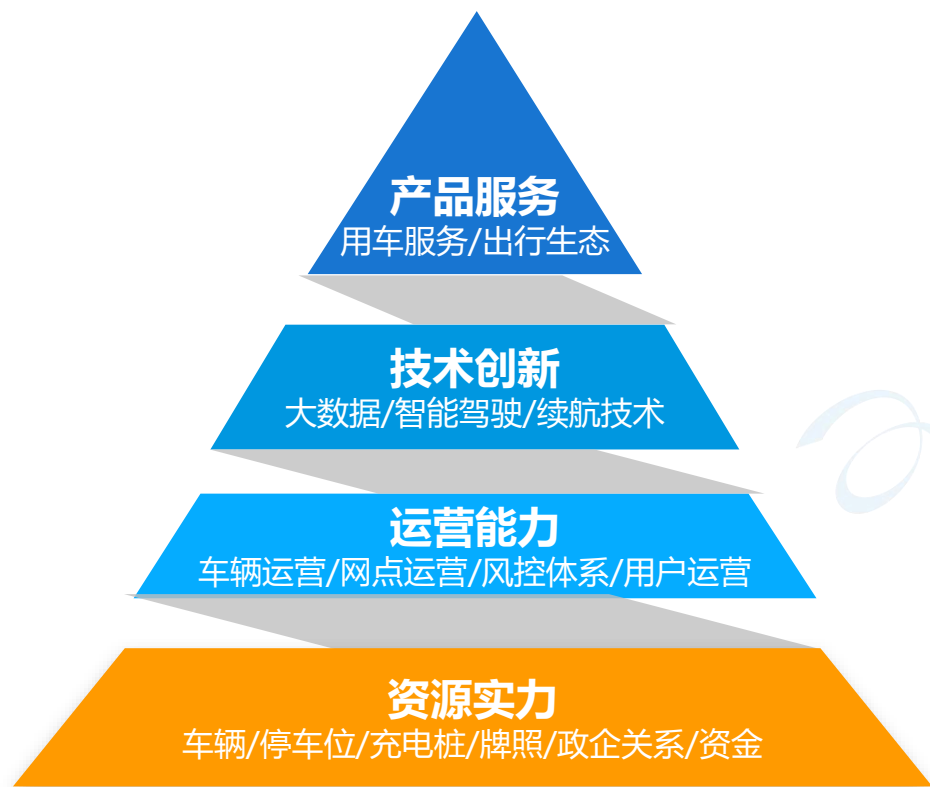 产品服务
用车服务/出行生态
技术创新
大数据/智能驾驶/续航技术
运营能力
车辆运营/网点运营/风控体系/用户运营
资源实力
车辆/停车位/充电桩/牌照/政企关系/资金